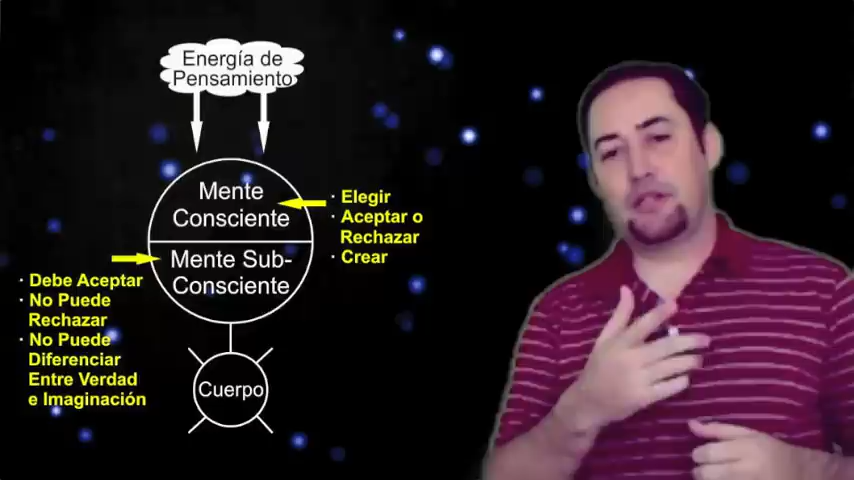 Energía de
Pensamiento
Mente
Consciente
· Elegir
· Aceptar o
Rechazar
· Crear
Mente Sub-
Consciente
· Debe Aceptar
· No Puede
Rechazar
· No Puede
Diferenciar
Entre Verdad
e Imaginación
Cuerpo